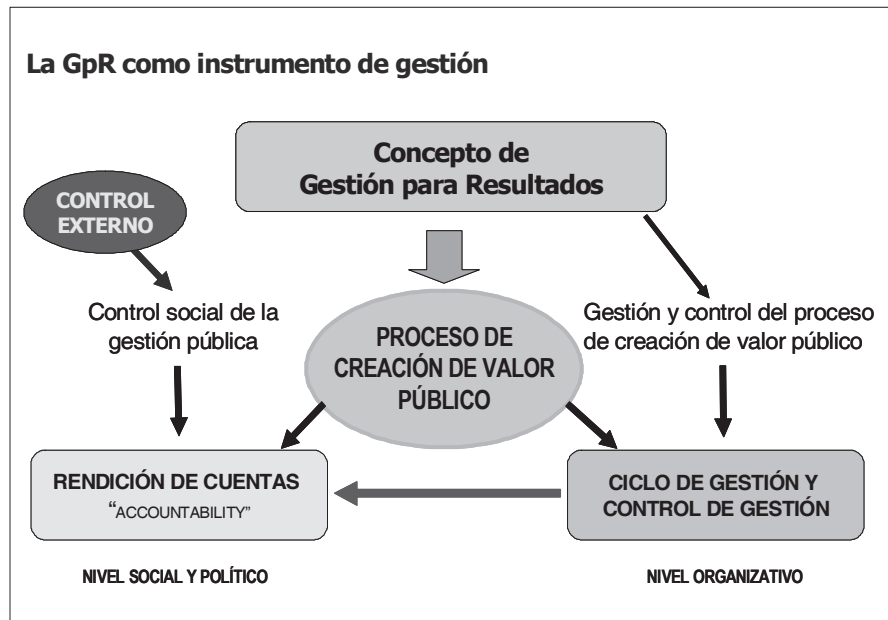 La GpR como instrumento de gestión
Concepto de
Gestión para Resultados
CONTROL
EXTERNO
Control social de la
gestión pública
PROCESO DE
CREACIÓN DE VALOR
PÚBLICO
Gestión y control del proceso
de creación de valor público
RENDICIÓN DE CUENTAS
“ACCOUNTABILITY”
CICLO DE GESTIÓN Y
CONTROL DE GESTIÓN
NIVEL SOCIAL Y POLÍTICO
NIVEL ORGANIZATIVO